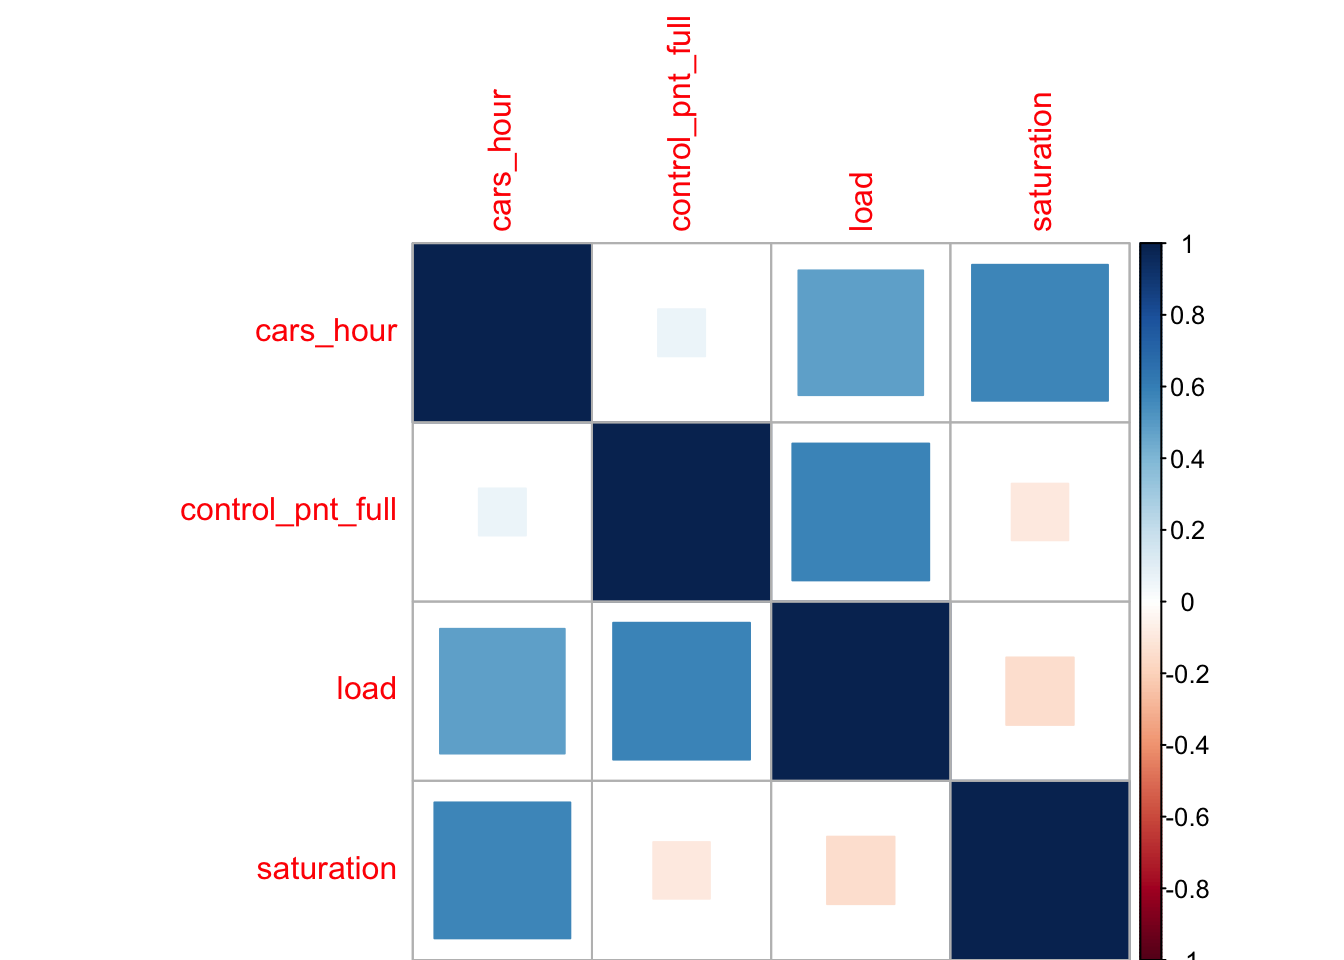 cars_hour
control_pnt_full
load
saturation
cars_hour
control_pnt_full
load
saturation
1
0.8
0.6
0.4
0.2
0
-0.2
-0.4
-0.6
-0.8